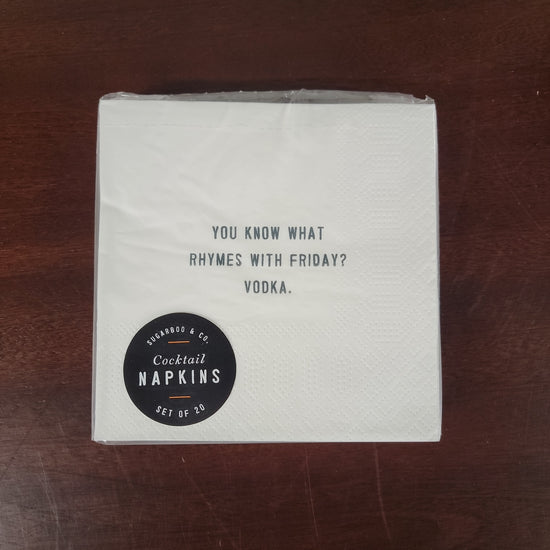 YOU KNOW WHAT
RHYMES WITH FRIDAY?
VODKA.
SUGARBOO & CO.
Cocktail
NAPKINS
SET OF 20